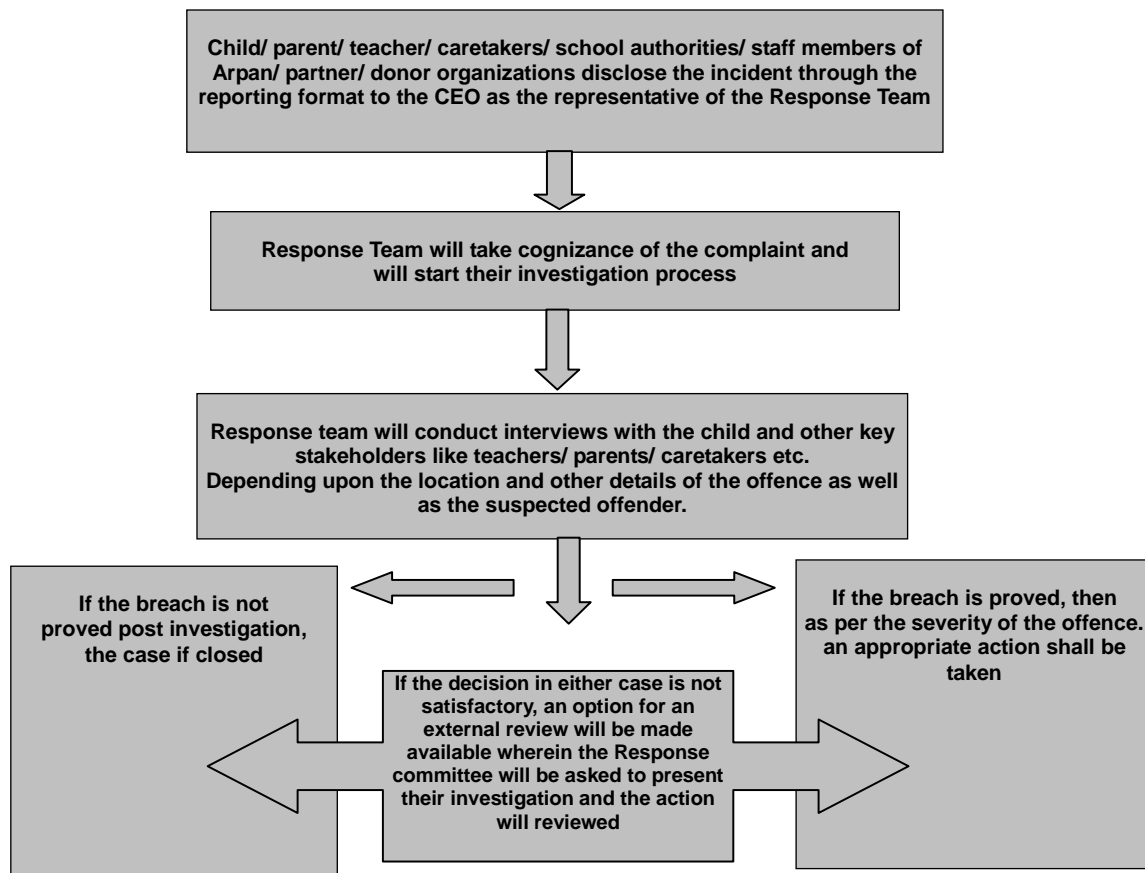 Child/ parent/ teacher/ caretakers/ school authorities/ staff members of
Arpan/ partner/ donor organizations disclose the incident through the
reporting format to the CEO as the representative of the Response Team
Response Team will take cognizance of the complaint and
will start their investigation process
Response team will conduct interviews with the child and other key
stakeholders like teachers/ parents/ caretakers etc.
Depending upon the location and other details of the offence as well
as the suspected offender.
If the breach is not
proved post investigation,
the case if closed
If the breach is proved, then
as per the severity of the offence.
an appropriate action shall be
taken
If the decision in either case is not
satisfactory, an option for an
external review will be made
available wherein the Response
committee will be asked to present
their investigation and the action
will reviewed